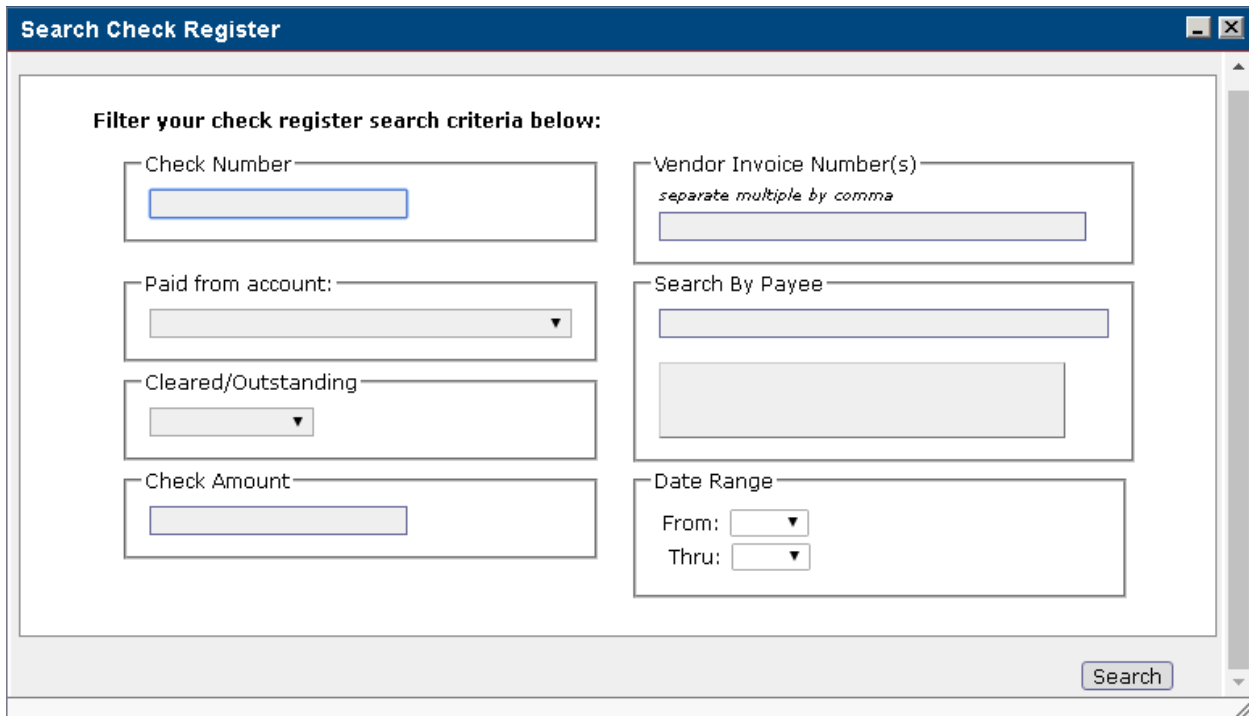 Search Check Register
Filter your check register search criteria below:
Check Number
Vendor Invoice Number(s)
separate multiple by comma
Paid from account:
Search By Payee
Cleared/Outstanding
Check Amount
Date Range
From:
Thru:
Search